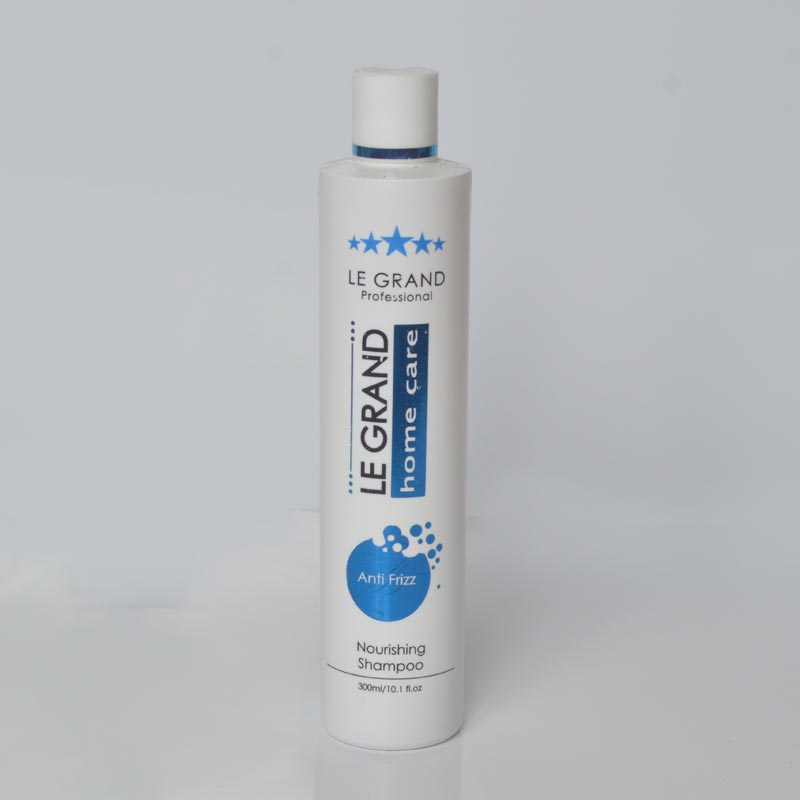 LE GRAND
Professional
LE GRAND
home care
Anti Frizz
Nourishing
Shampoo
300ml/10.1 fl.oz